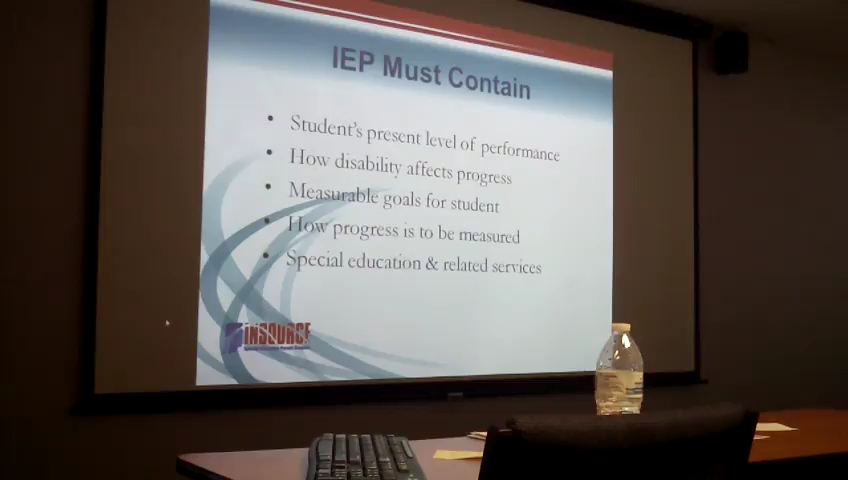 IEP Must Contain
• Student's present level of performance
• How disability affects progress
• Measurable goals for student
• How progress is to be measured
• Special education & related services
INSOURCE